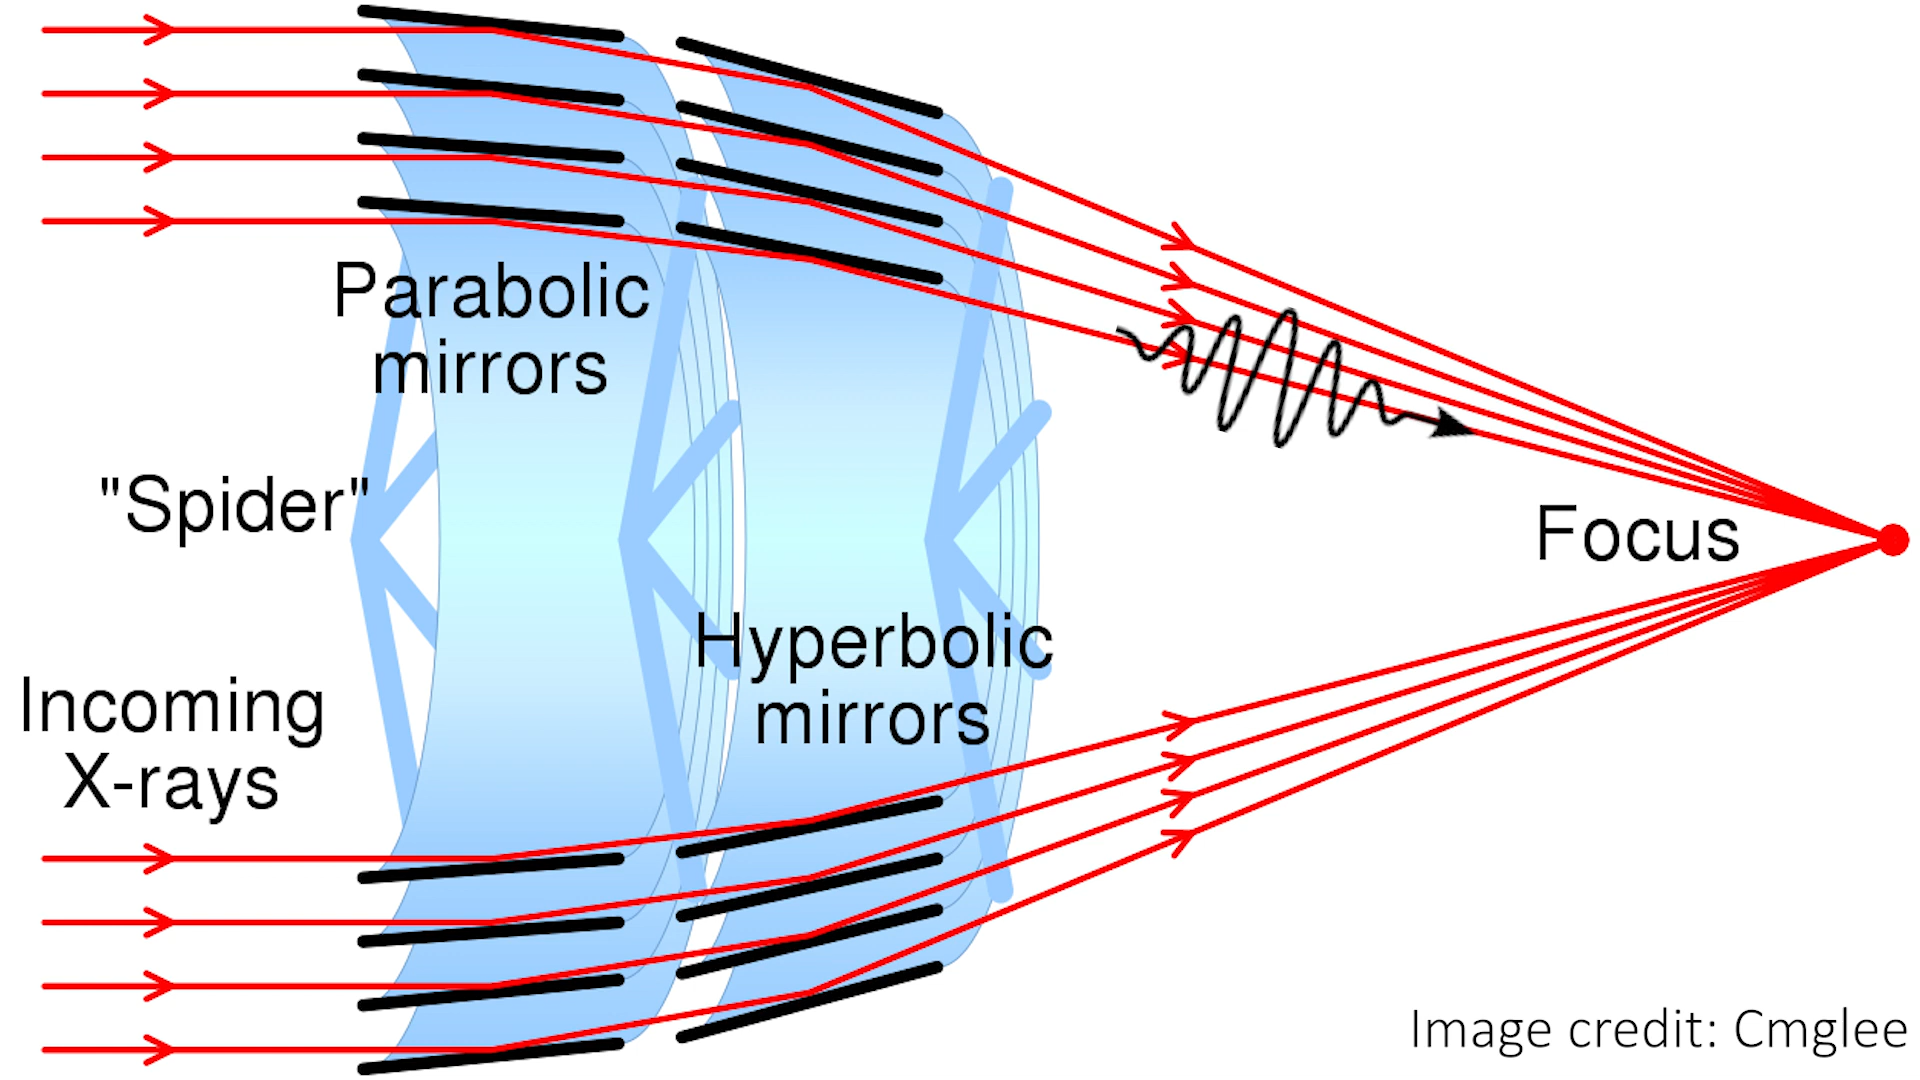 Parabolic
mirrors
"Spider"
Focus
Hyperbolic
mirrors
Incoming
X-rays
Image credit: Cmglee